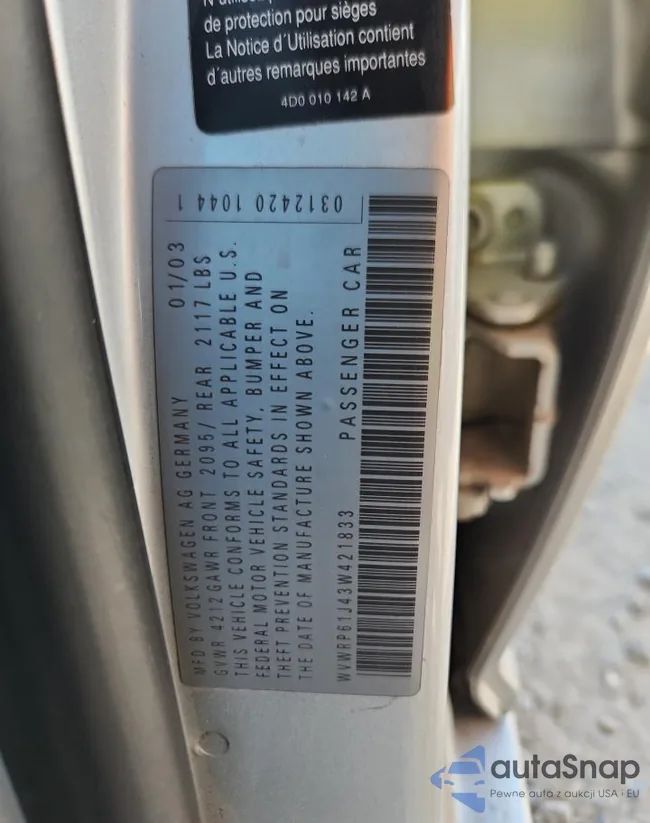 de protection pour sièges
La Notice d´Utilisation contient
d´autres remarques importantes
4D0 010 142 A
0312420 1044 1
MFD BY VOLKSWAGEN AG GERMANY 01/03
GVWR 4212 GAWR FRONT 2095/ REAR 2117 LBS
THIS VEHICLE CONFORMS TO ALL APPLICABLE U.S.
FEDERAL MOTOR VEHICLE SAFETY, BUMPER AND
THEFT PREVENTION STANDARDS IN EFFECT ON
THE DATE OF MANUFACTURE SHOWN ABOVE.
WVWRP61J43W421833 PASSENGER CAR
autaSnap
Pewne auta z aukcji USA i EU